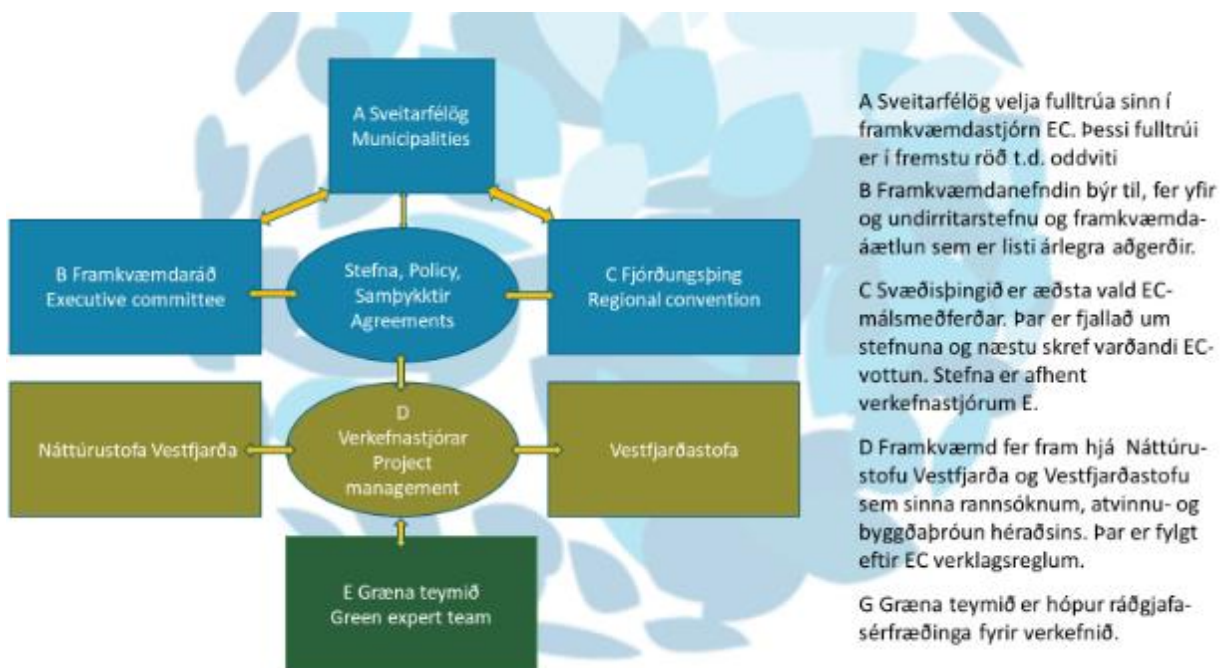 A Sveitarfélög
Municipalities
B Framkvæmdaráð
Executive committee
Stefna, Policy,
Samþykktir
Agreements
C Fjórðungsþing
Regional convention
Náttúrustofa Vestfjarða
D
Verkefnastjórar
Project
management
Vestfjarðastofa
E Græna teymið
Green expert team
A Sveitarfélög velja fulltrúa sinn í
framkvæmdastjórn EC. Þessi fulltrúi
er í fremstu röð t.d. oddviti
B Framkvæmdanefndin býr til, fer yfir
og undirritarstefnu og framkvæmda-
áætlun sem er listi árlegra aðgerðir.
C Svæðisþingið er æðsta vald EC-
málsmeðferðar. Þar er fjallað um
stefnuna og næstu skref varðandi EC-
vottun. Stefna er afhent
verkefnastjórum E.
D Framkvæmd fer fram hjá Náttúru-
stofu Vestfjarða og Vestfjarðastofu
sem sinna rannsóknum, atvinnu- og
byggðaþróun héraðsins. Þar er fylgt
eftir EC verklagsreglum.
G Græna teymið er hópur ráðgjafa-
sérfræðinga fyrir verkefnið.